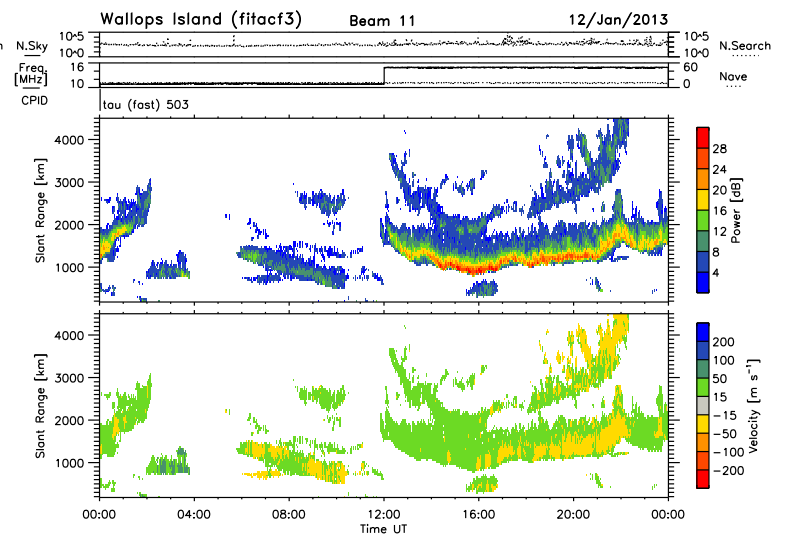 Wallops Island (fitacf3) Beam 11 12/Jan/2013
n N.Sky 10^5 10^0 10^5 10^0 N.Search
Freq. [MHz] 16 10 60 0 Nave
CPID tau (fast) 503
Slant Range [km] 4000 3000 2000 1000
28 24 20 16 12 8 4 Power [dB]
Slant Range [km] 4000 3000 2000 1000
200 100 50 15 −15 −50 −100 −200 Velocity [m s⁻¹]
00:00 04:00 08:00 12:00 16:00 20:00 00:00
Time UT